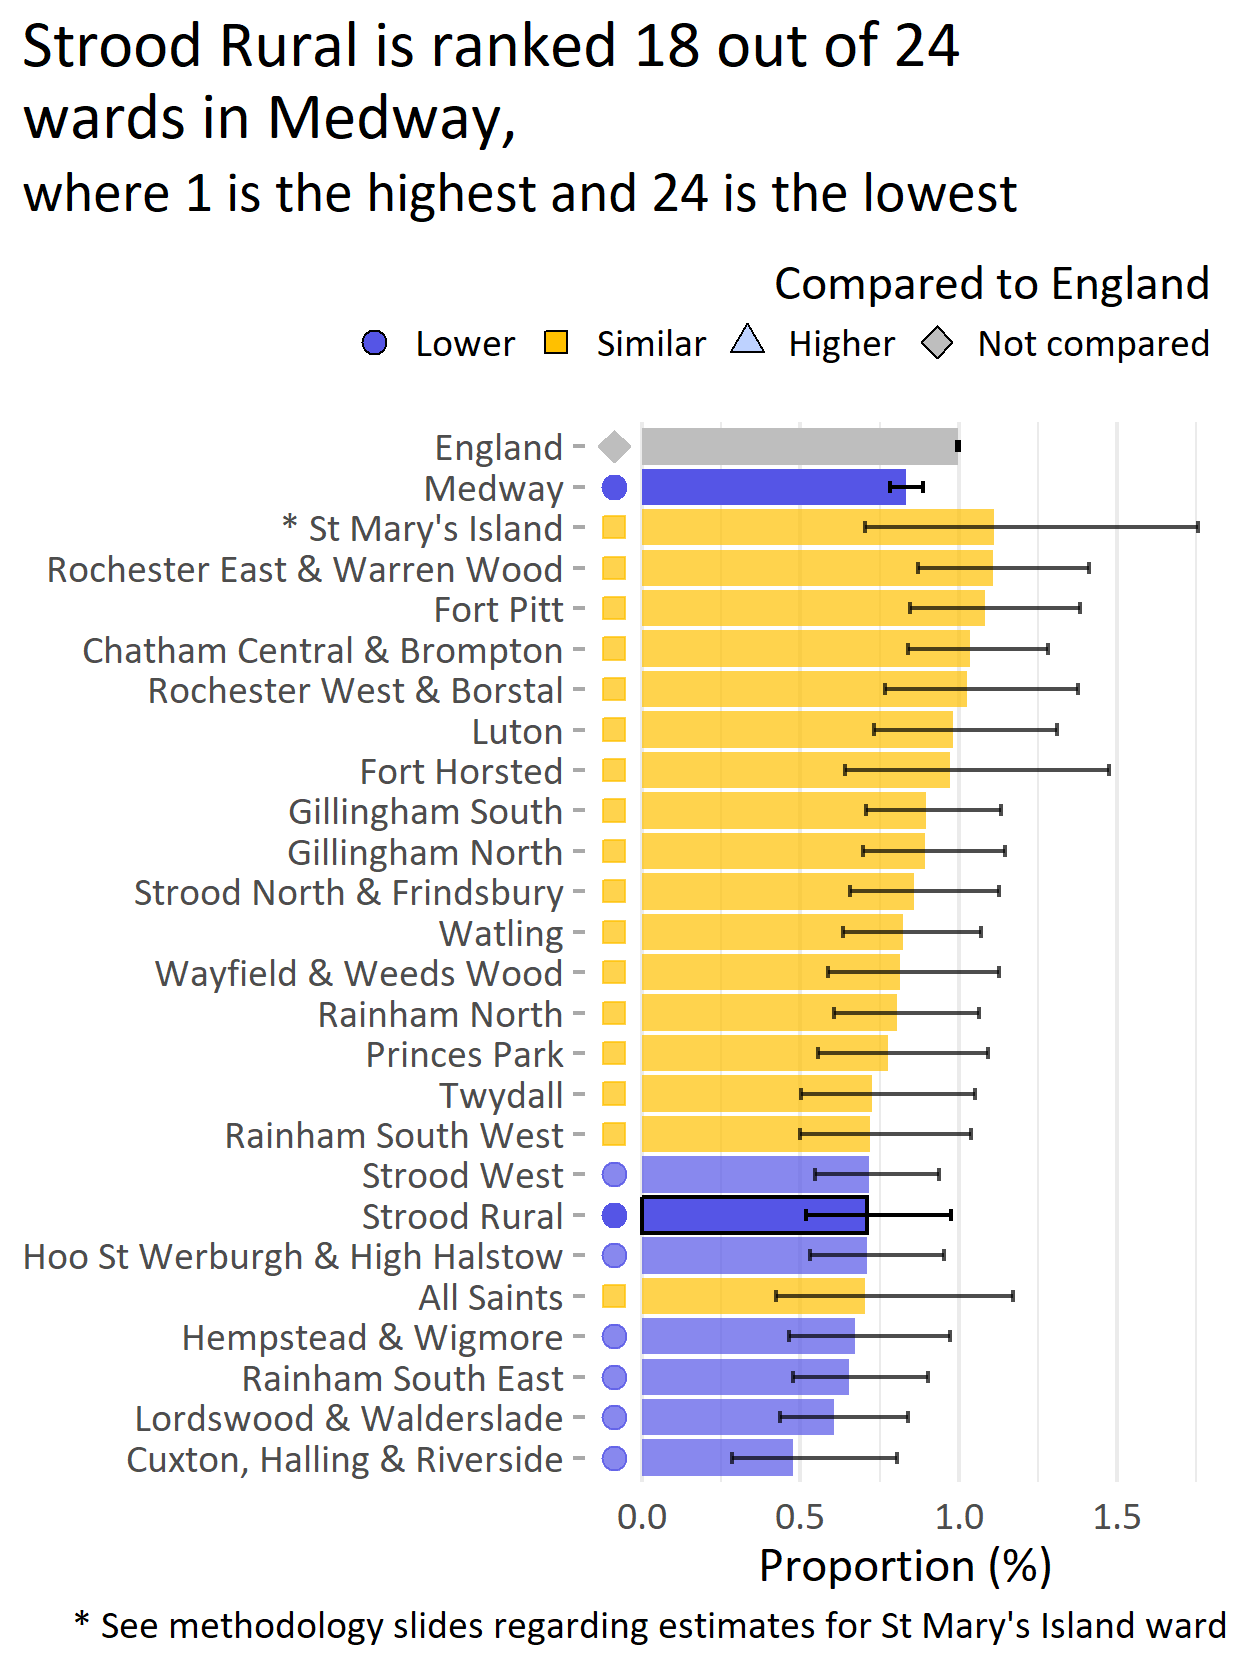 Strood Rural is ranked 18 out of 24
wards in Medway,
where 1 is the highest and 24 is the lowest
Compared to England
Lower Similar Higher Not compared
England
Medway
* St Mary's Island
Rochester East & Warren Wood
Fort Pitt
Chatham Central & Brompton
Rochester West & Borstal
Luton
Fort Horsted
Gillingham South
Gillingham North
Strood North & Frindsbury
Watling
Wayfield & Weeds Wood
Rainham North
Princes Park
Twydall
Rainham South West
Strood West
Strood Rural
Hoo St Werburgh & High Halstow
All Saints
Hempstead & Wigmore
Rainham South East
Lordswood & Walderslade
Cuxton, Halling & Riverside
0.0 0.5 1.0 1.5
Proportion (%)
* See methodology slides regarding estimates for St Mary's Island ward